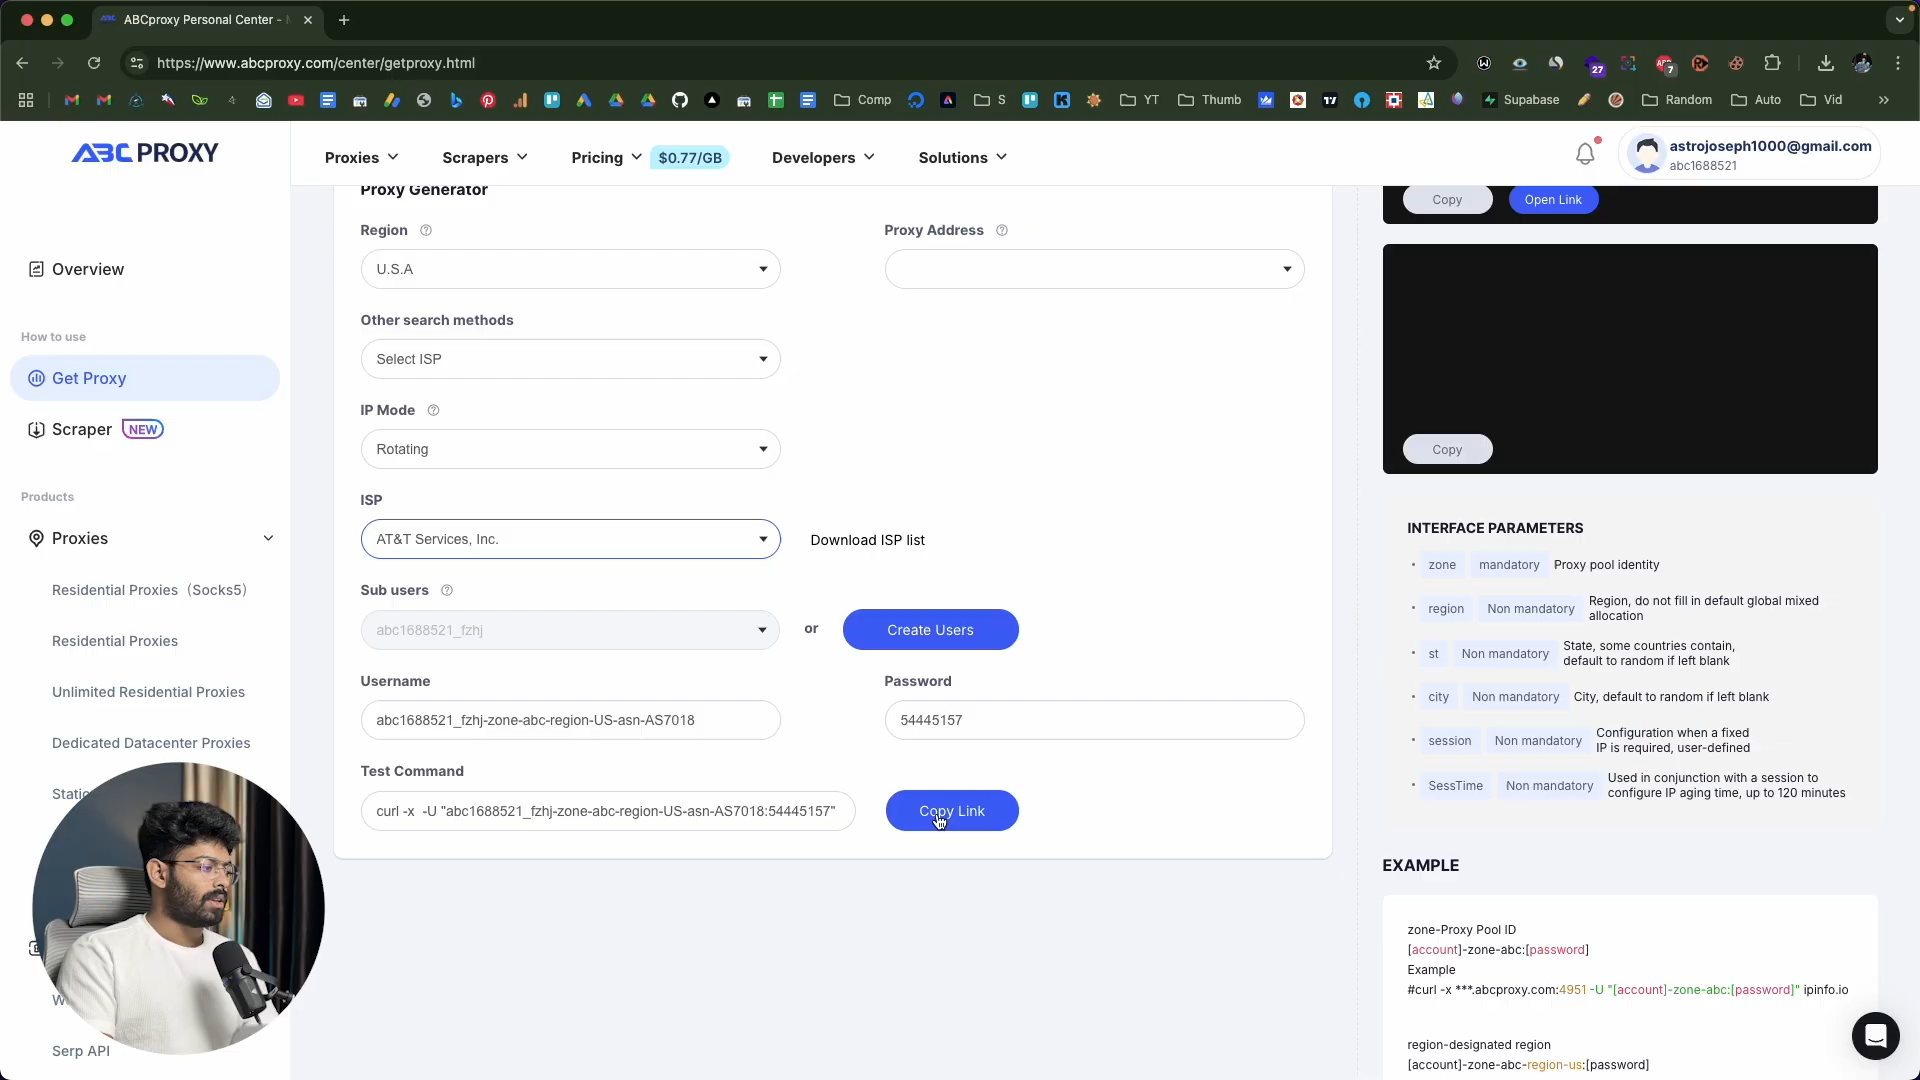 ABCproxy Personal Center -
https://www.abcproxy.com/center/getproxy.html
27
7
Comp
S
YT
Thumb
Supabase
Random
Auto
Vid
ABC PROXY
Proxies
Scrapers
Pricing
$0.77/GB
Developers
Solutions
astrojoseph1000@gmail.com
abc1688521
Overview
How to use
Get Proxy
Scraper NEW
Products
Proxies
Residential Proxies（Socks5）
Residential Proxies
Unlimited Residential Proxies
Dedicated Datacenter Proxies
Serp API
Proxy Generator
Region
U.S.A
Proxy Address
Other search methods
Select ISP
IP Mode
Rotating
ISP
AT&T Services, Inc.
Download ISP list
Sub users
abc1688521_fzhj
or
Create Users
Username
abc1688521_fzhj-zone-abc-region-US-asn-AS7018
Password
54445157
Test Command
curl -x  -U "abc1688521_fzhj-zone-abc-region-US-asn-AS7018:54445157"
Copy Link
Copy
Open Link
Copy
INTERFACE PARAMETERS
• zone mandatory Proxy pool identity
• region Non mandatory Region, do not fill in default global mixed
allocation
• st Non mandatory State, some countries contain,
default to random if left blank
• city Non mandatory City, default to random if left blank
• session Non mandatory Configuration when a fixed
IP is required, user-defined
• SessTime Non mandatory Used in conjunction with a session to
configure IP aging time, up to 120 minutes
EXAMPLE
zone-Proxy Pool ID
[account]-zone-abc:[password]
Example
#curl -x ***.abcproxy.com:4951 -U "[account]-zone-abc:[password]" ipinfo.io
region-designated region
[account]-zone-abc-region-us:[password]